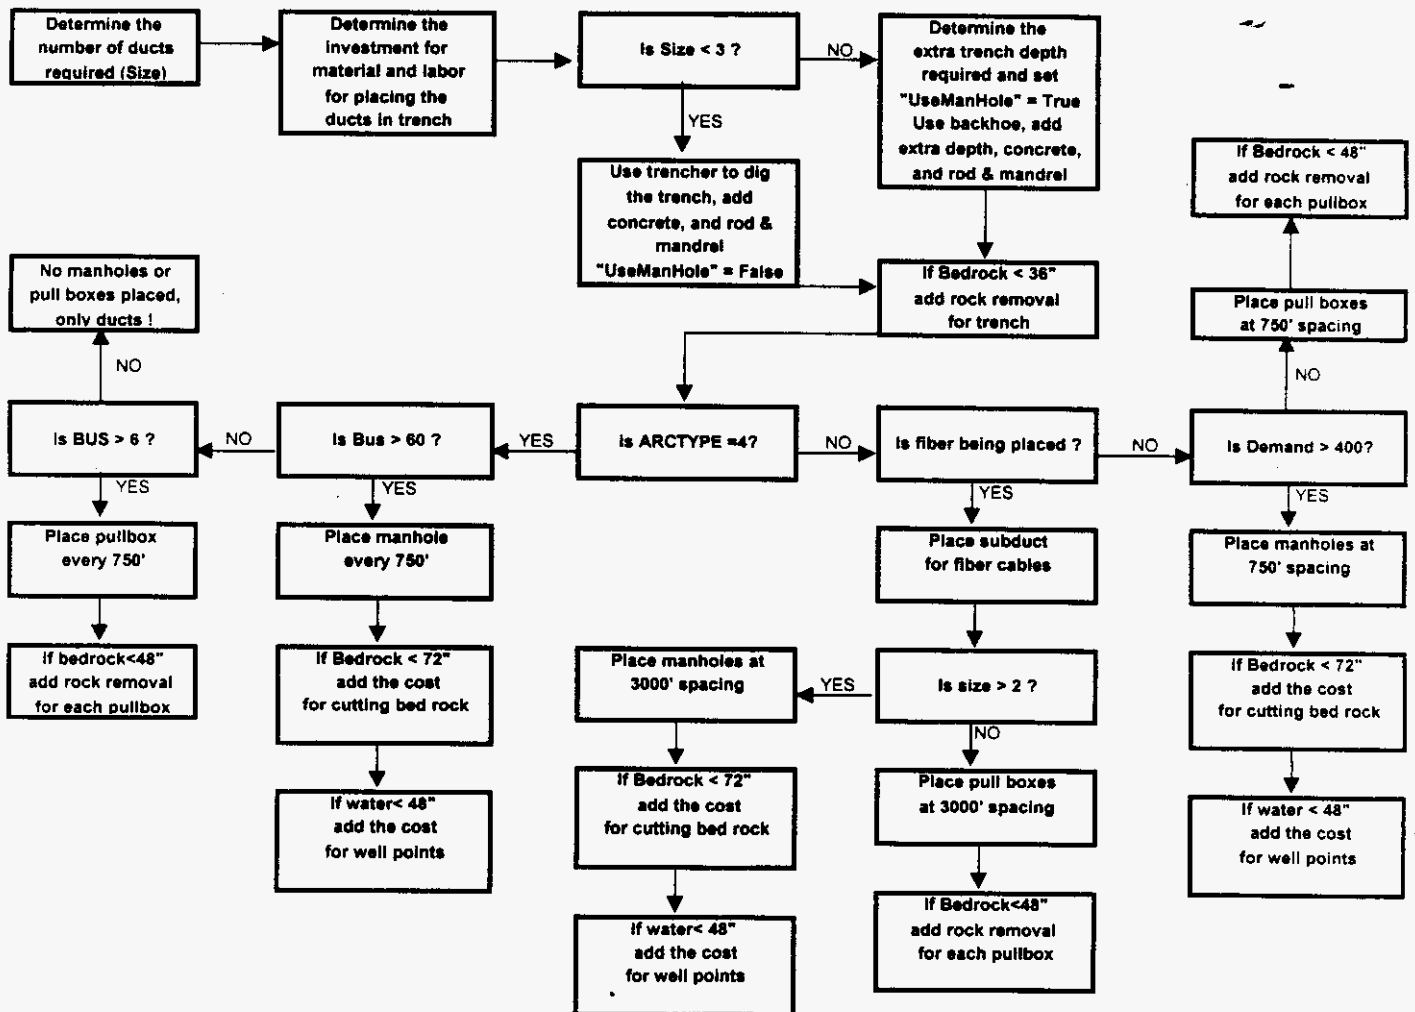 Determine the
number of ducts
required (Size)
Determine the
investment for
material and labor
for placing the
ducts in trench
Is Size < 3 ?
NO
Determine the
extra trench depth
required and set
"UseManHole" = True
Use backhoe, add
extra depth, concrete,
and rod & mandrel
YES
Use trencher to dig
the trench, add
concrete, and rod &
mandrel
"UseManHole" = False
If Bedrock < 36"
add rock removal
for trench
If Bedrock < 48"
add rock removal
for each pullbox
Place pull boxes
at 750' spacing
NO
No manholes or
pull boxes placed,
only ducts !
NO
Is BUS > 6 ?
NO
Is Bus > 60 ?
YES
is ARCTYPE =4?
NO
Is fiber being placed ?
NO
Is Demand > 400?
YES
Place pullbox
every 750'
If bedrock<48"
add rock removal
for each pullbox
YES
Place manhole
every 750'
If Bedrock < 72"
add the cost
for cutting bed rock
If water< 48"
add the cost
for well points
YES
Place subduct
for fiber cables
Is size > 2 ?
YES
Place manholes at
3000' spacing
If Bedrock < 72"
add the cost
for cutting bed rock
If water< 48"
add the cost
for well points
NO
Place pull boxes
at 3000' spacing
If Bedrock<48"
add rock removal
for each pullbox
YES
Place manholes at
750' spacing
If Bedrock < 72"
add the cost
for cutting bed rock
If water < 48"
add the cost
for well points